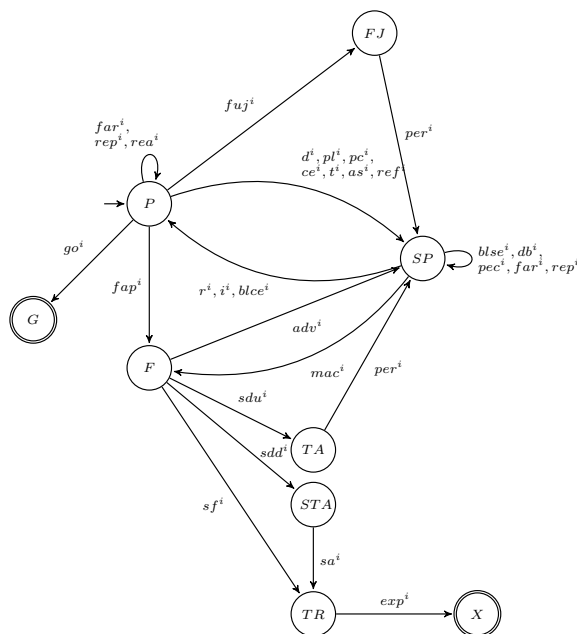 FJ
fuj^i
far^i,
rep^i, rea^i
per^i
d^i, pl^i, pc^i,
ce^i, t^i, as^i, ref^i
P
go^i
SP
blse^i, db^i,
pec^i, far^i, rep^i
fap^i
r^i, i^i, blce^i
G
adv^i
F
mac^i
per^i
sdu^i
TA
sdd^i
STA
sf^i
sa^i
TR
exp^i
X